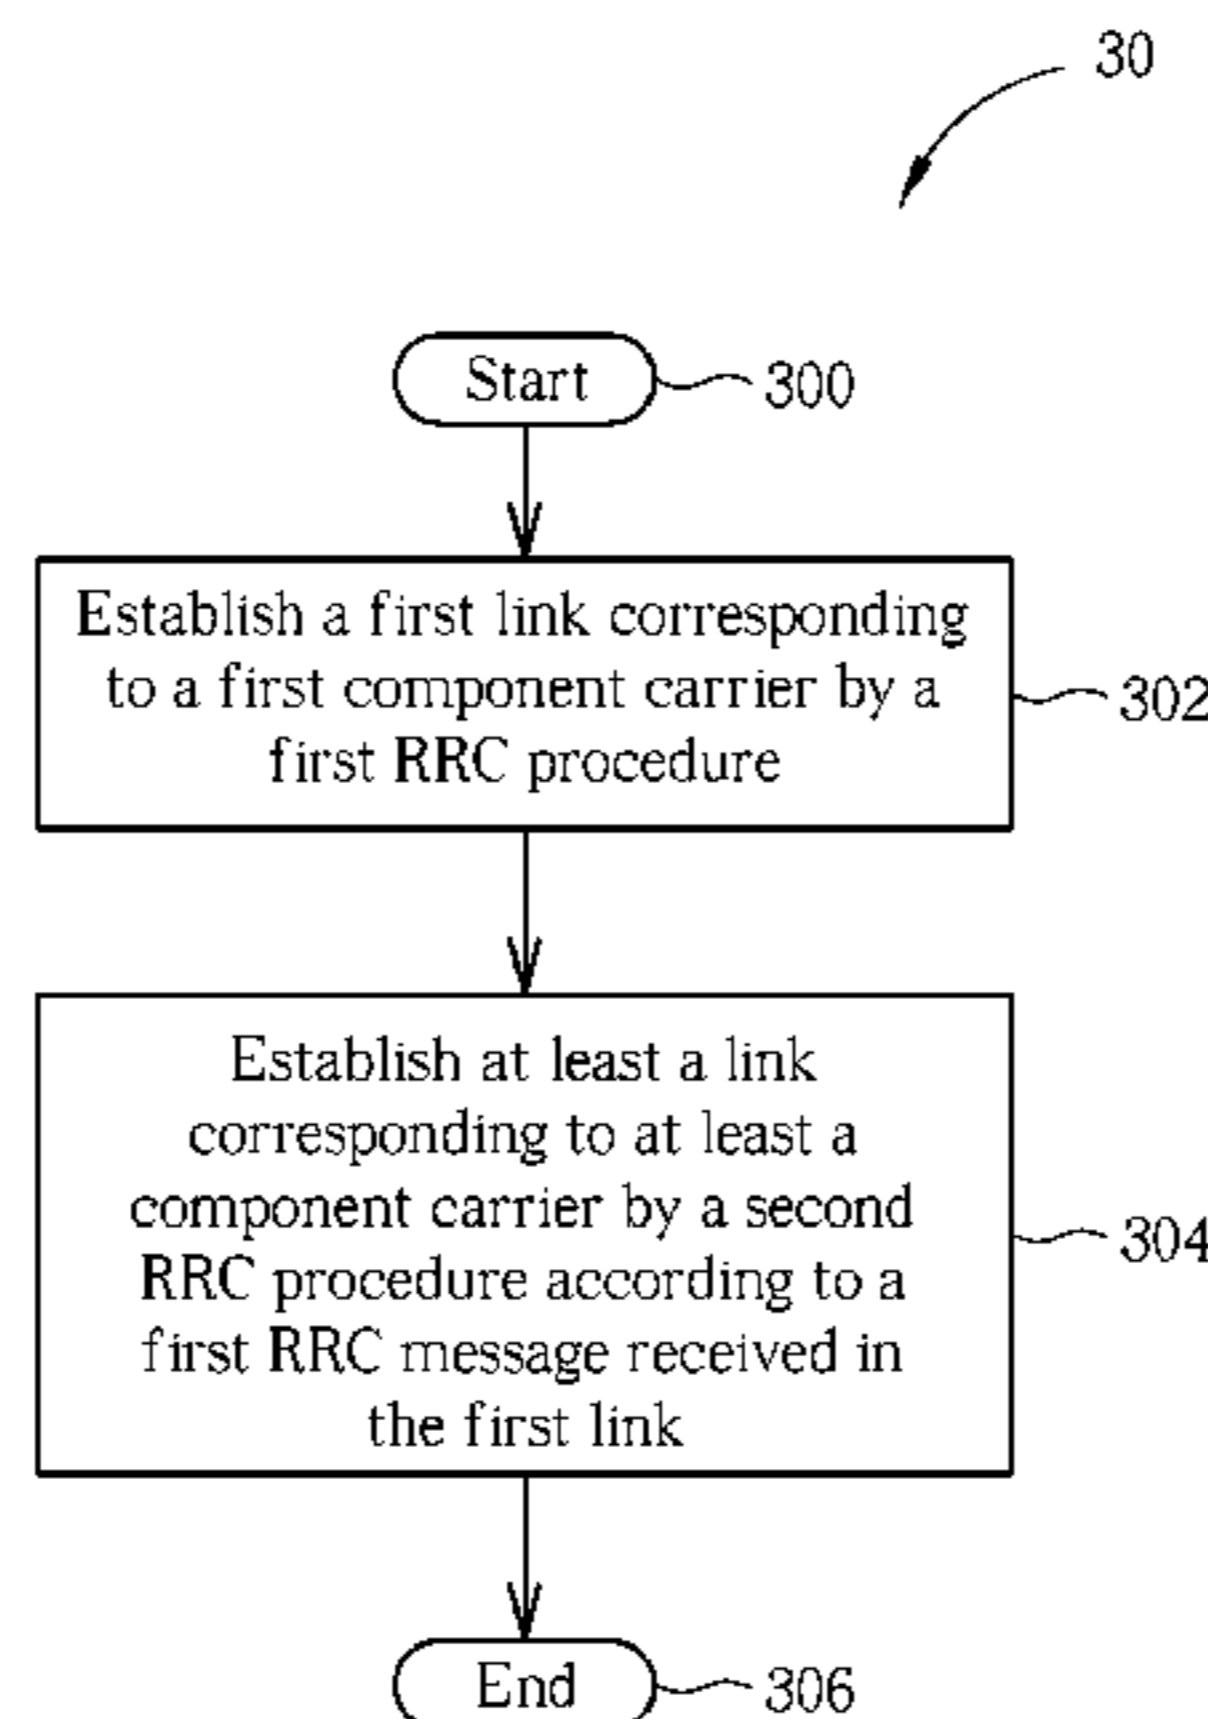 30
Start
300
Establish a first link corresponding
to a first component carrier by a
first RRC procedure
302
Establish at least a link
corresponding to at least a
component carrier by a second
RRC procedure according to a
first RRC message received in
the first link
304
End
306